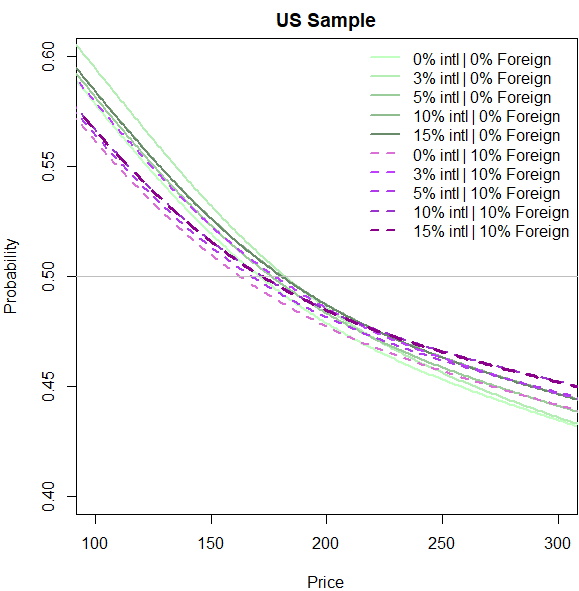 US Sample
0% intl | 0% Foreign
3% intl | 0% Foreign
5% intl | 0% Foreign
10% intl | 0% Foreign
15% intl | 0% Foreign
0% intl | 10% Foreign
3% intl | 10% Foreign
5% intl | 10% Foreign
10% intl | 10% Foreign
15% intl | 10% Foreign
Probability
0.60
0.55
0.50
0.45
0.40
100 150 200 250 300
Price